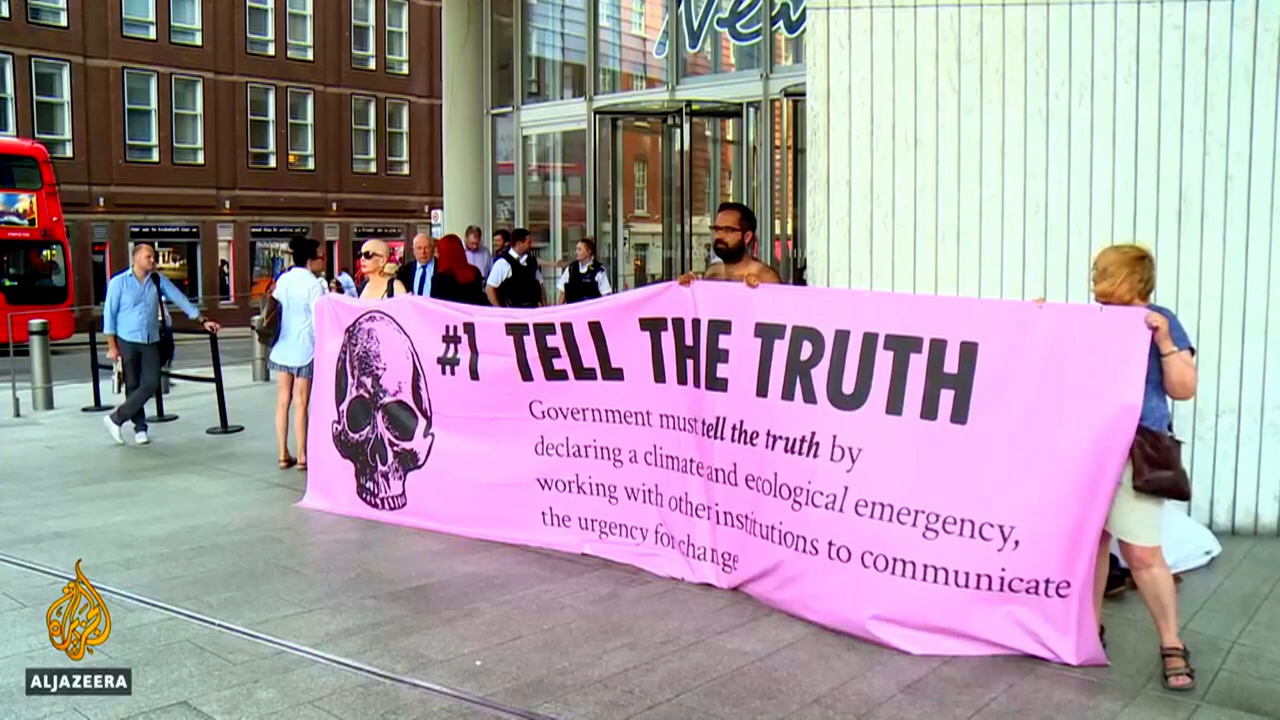 New
#1 TELL THE TRUTH
Government must tell the truth by
declaring a climate and ecological emergency,
working with other institutions to communicate
the urgency for change
ALJAZEERA